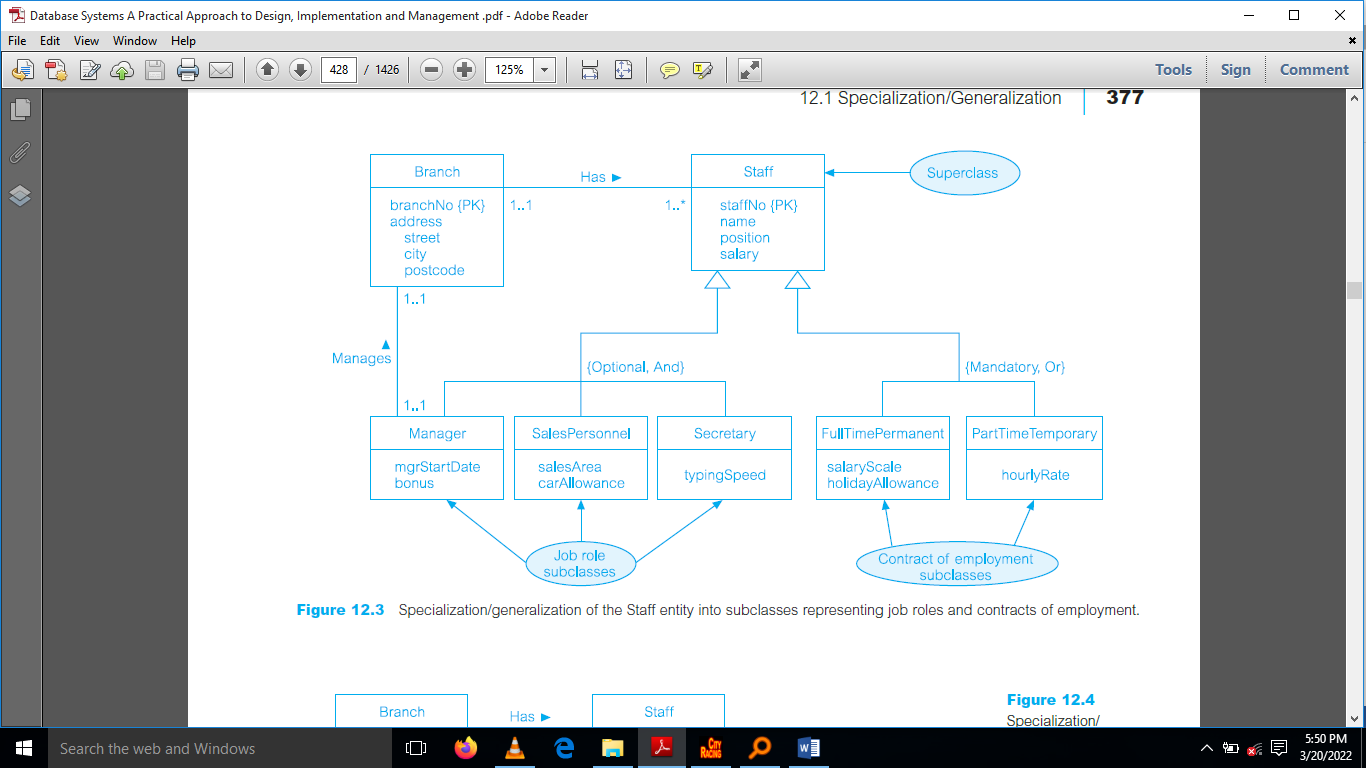 Database Systems A Practical Approach to Design, Implementation and Management .pdf - Adobe Reader
File Edit View Window Help
428 / 1426 125% Tools Sign Comment
12.1 Specialization/Generalization 377
Branch
branchNo {PK}
address
street
city
postcode
Has ►
1..1 1..*
Staff
staffNo {PK}
name
position
salary
Superclass
1..1
▲
Manages
1..1
{Optional, And}
{Mandatory, Or}
Manager
mgrStartDate
bonus
SalesPersonnel
salesArea
carAllowance
Secretary
typingSpeed
FullTimePermanent
salaryScale
holidayAllowance
PartTimeTemporary
hourlyRate
Job role
subclasses
Contract of employment
subclasses
Figure 12.3 Specialization/generalization of the Staff entity into subclasses representing job roles and contracts of employment.
Branch Has ► Staff
Figure 12.4
Specialization/
Search the web and Windows
CITY
RACING
5:50 PM
3/20/2022